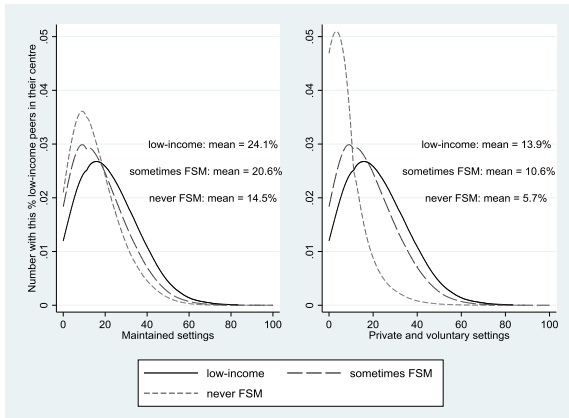 Number with this % low-income peers in their centre
.05
.04
.03
.02
.01
0
low-income: mean = 24.1%
sometimes FSM: mean = 20.6%
never FSM: mean = 14.5%
0 20 40 60 80 100
Maintained settings
.05
.04
.03
.02
.01
0
low-income: mean = 13.9%
sometimes FSM: mean = 10.6%
never FSM: mean = 5.7%
0 20 40 60 80 100
Private and voluntary settings
low-income sometimes FSM
never FSM